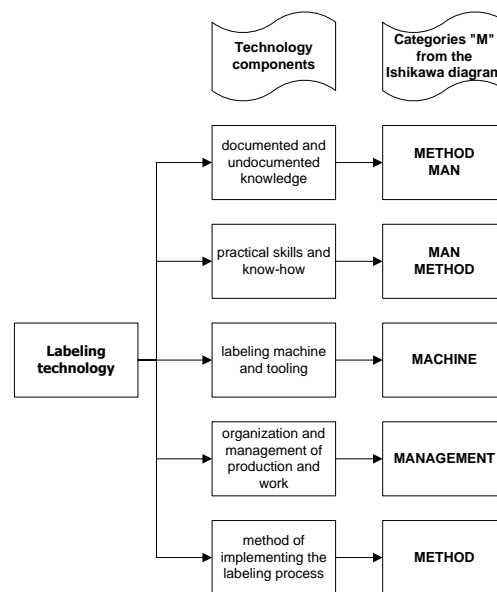 Technology
components
Categories "M"
from the
Ishikawa diagram
documented and
undocumented
knowledge
METHOD
MAN
practical skills and
know-how
MAN
METHOD
Labeling
technology
labeling machine
and tooling
MACHINE
organization and
management of
production and
work
MANAGEMENT
method of
implementing the
labeling process
METHOD